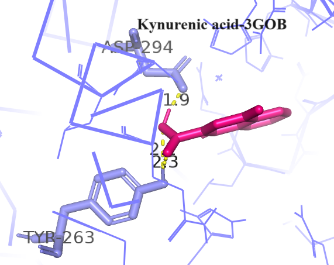 Kynurenic acid-3GOB
ASP-294
1.9
2.3
TYR-263